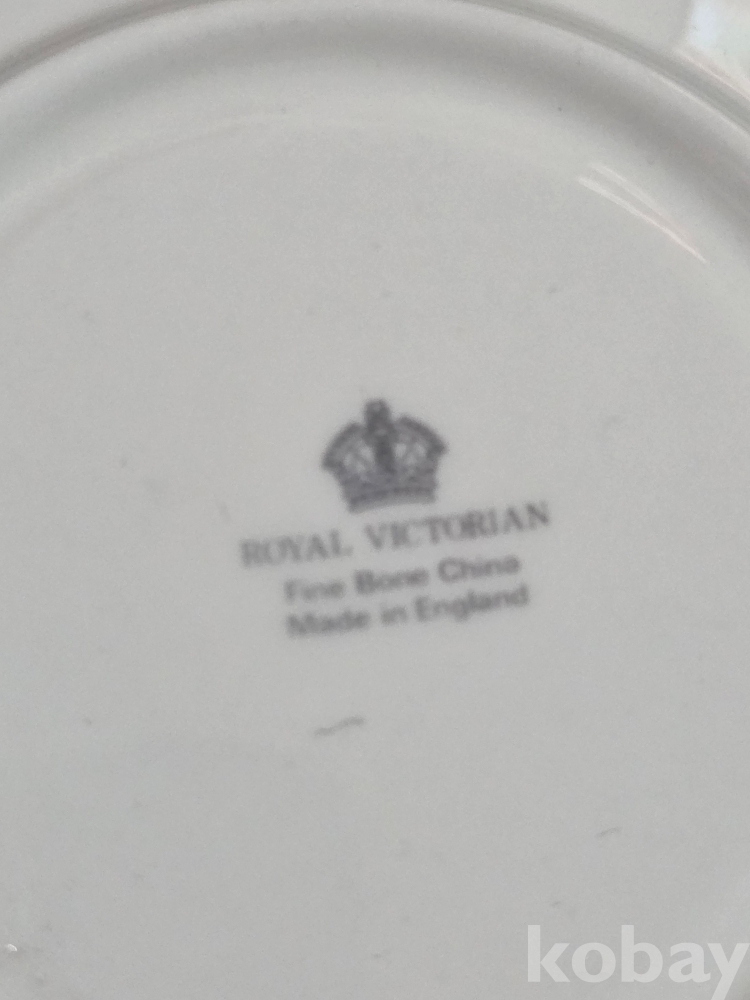 ROYAL VICTORIAN
Fine Bone China
Made in England
kobay